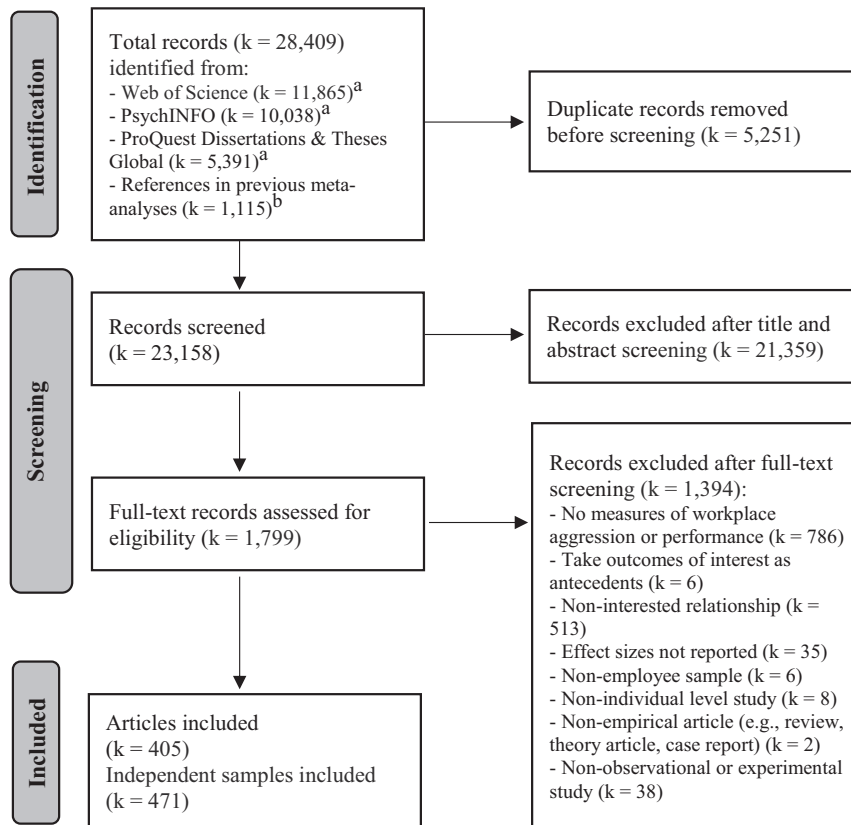 Identification
Total records (k = 28,409)
identified from:
- Web of Science (k = 11,865)a
- PsychINFO (k = 10,038)a
- ProQuest Dissertations & Theses
Global (k = 5,391)a
- References in previous meta-
analyses (k = 1,115)b
Duplicate records removed
before screening (k = 5,251)
Screening
Records screened
(k = 23,158)
Records excluded after title and
abstract screening (k = 21,359)
Full-text records assessed for
eligibility (k = 1,799)
Records excluded after full-text
screening (k = 1,394):
- No measures of workplace
aggression or performance (k = 786)
- Take outcomes of interest as
antecedents (k = 6)
- Non-interested relationship (k =
513)
- Effect sizes not reported (k = 35)
- Non-employee sample (k = 6)
- Non-individual level study (k = 8)
- Non-empirical article (e.g., review,
theory article, case report) (k = 2)
- Non-observational or experimental
study (k = 38)
Included
Articles included
(k = 405)
Independent samples included
(k = 471)